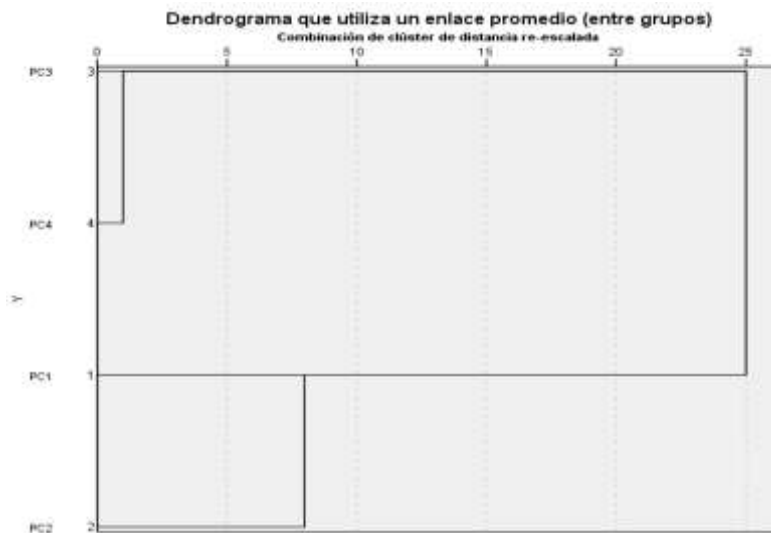 Dendrograma que utiliza un enlace promedio (entre grupos)
Combinación de clúster de distancia re-escalada
0 5 10 15 20 25
PC3 3
PC4 4
Y
PC1 1
PC2 2